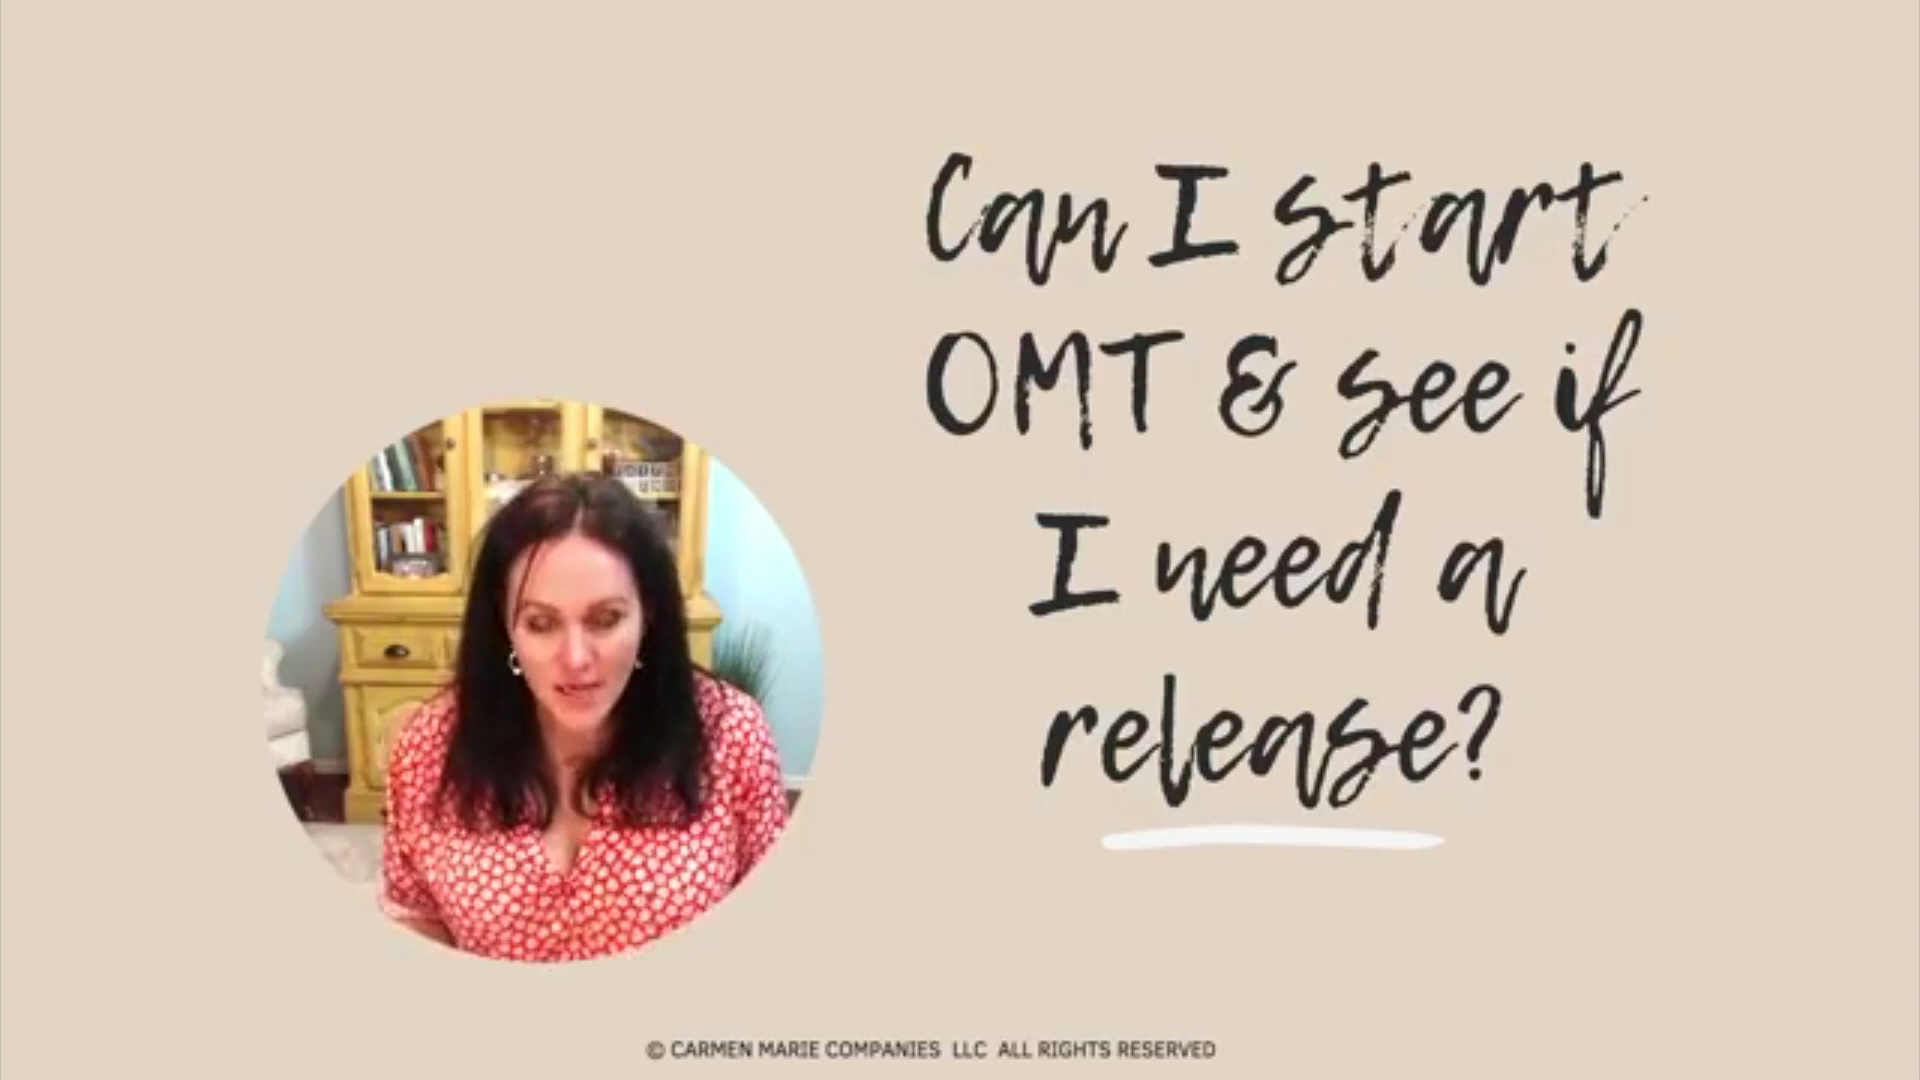 Can I start
OMT & see if
I need a
release?
© CARMEN MARIE COMPANIES LLC ALL RIGHTS RESERVED